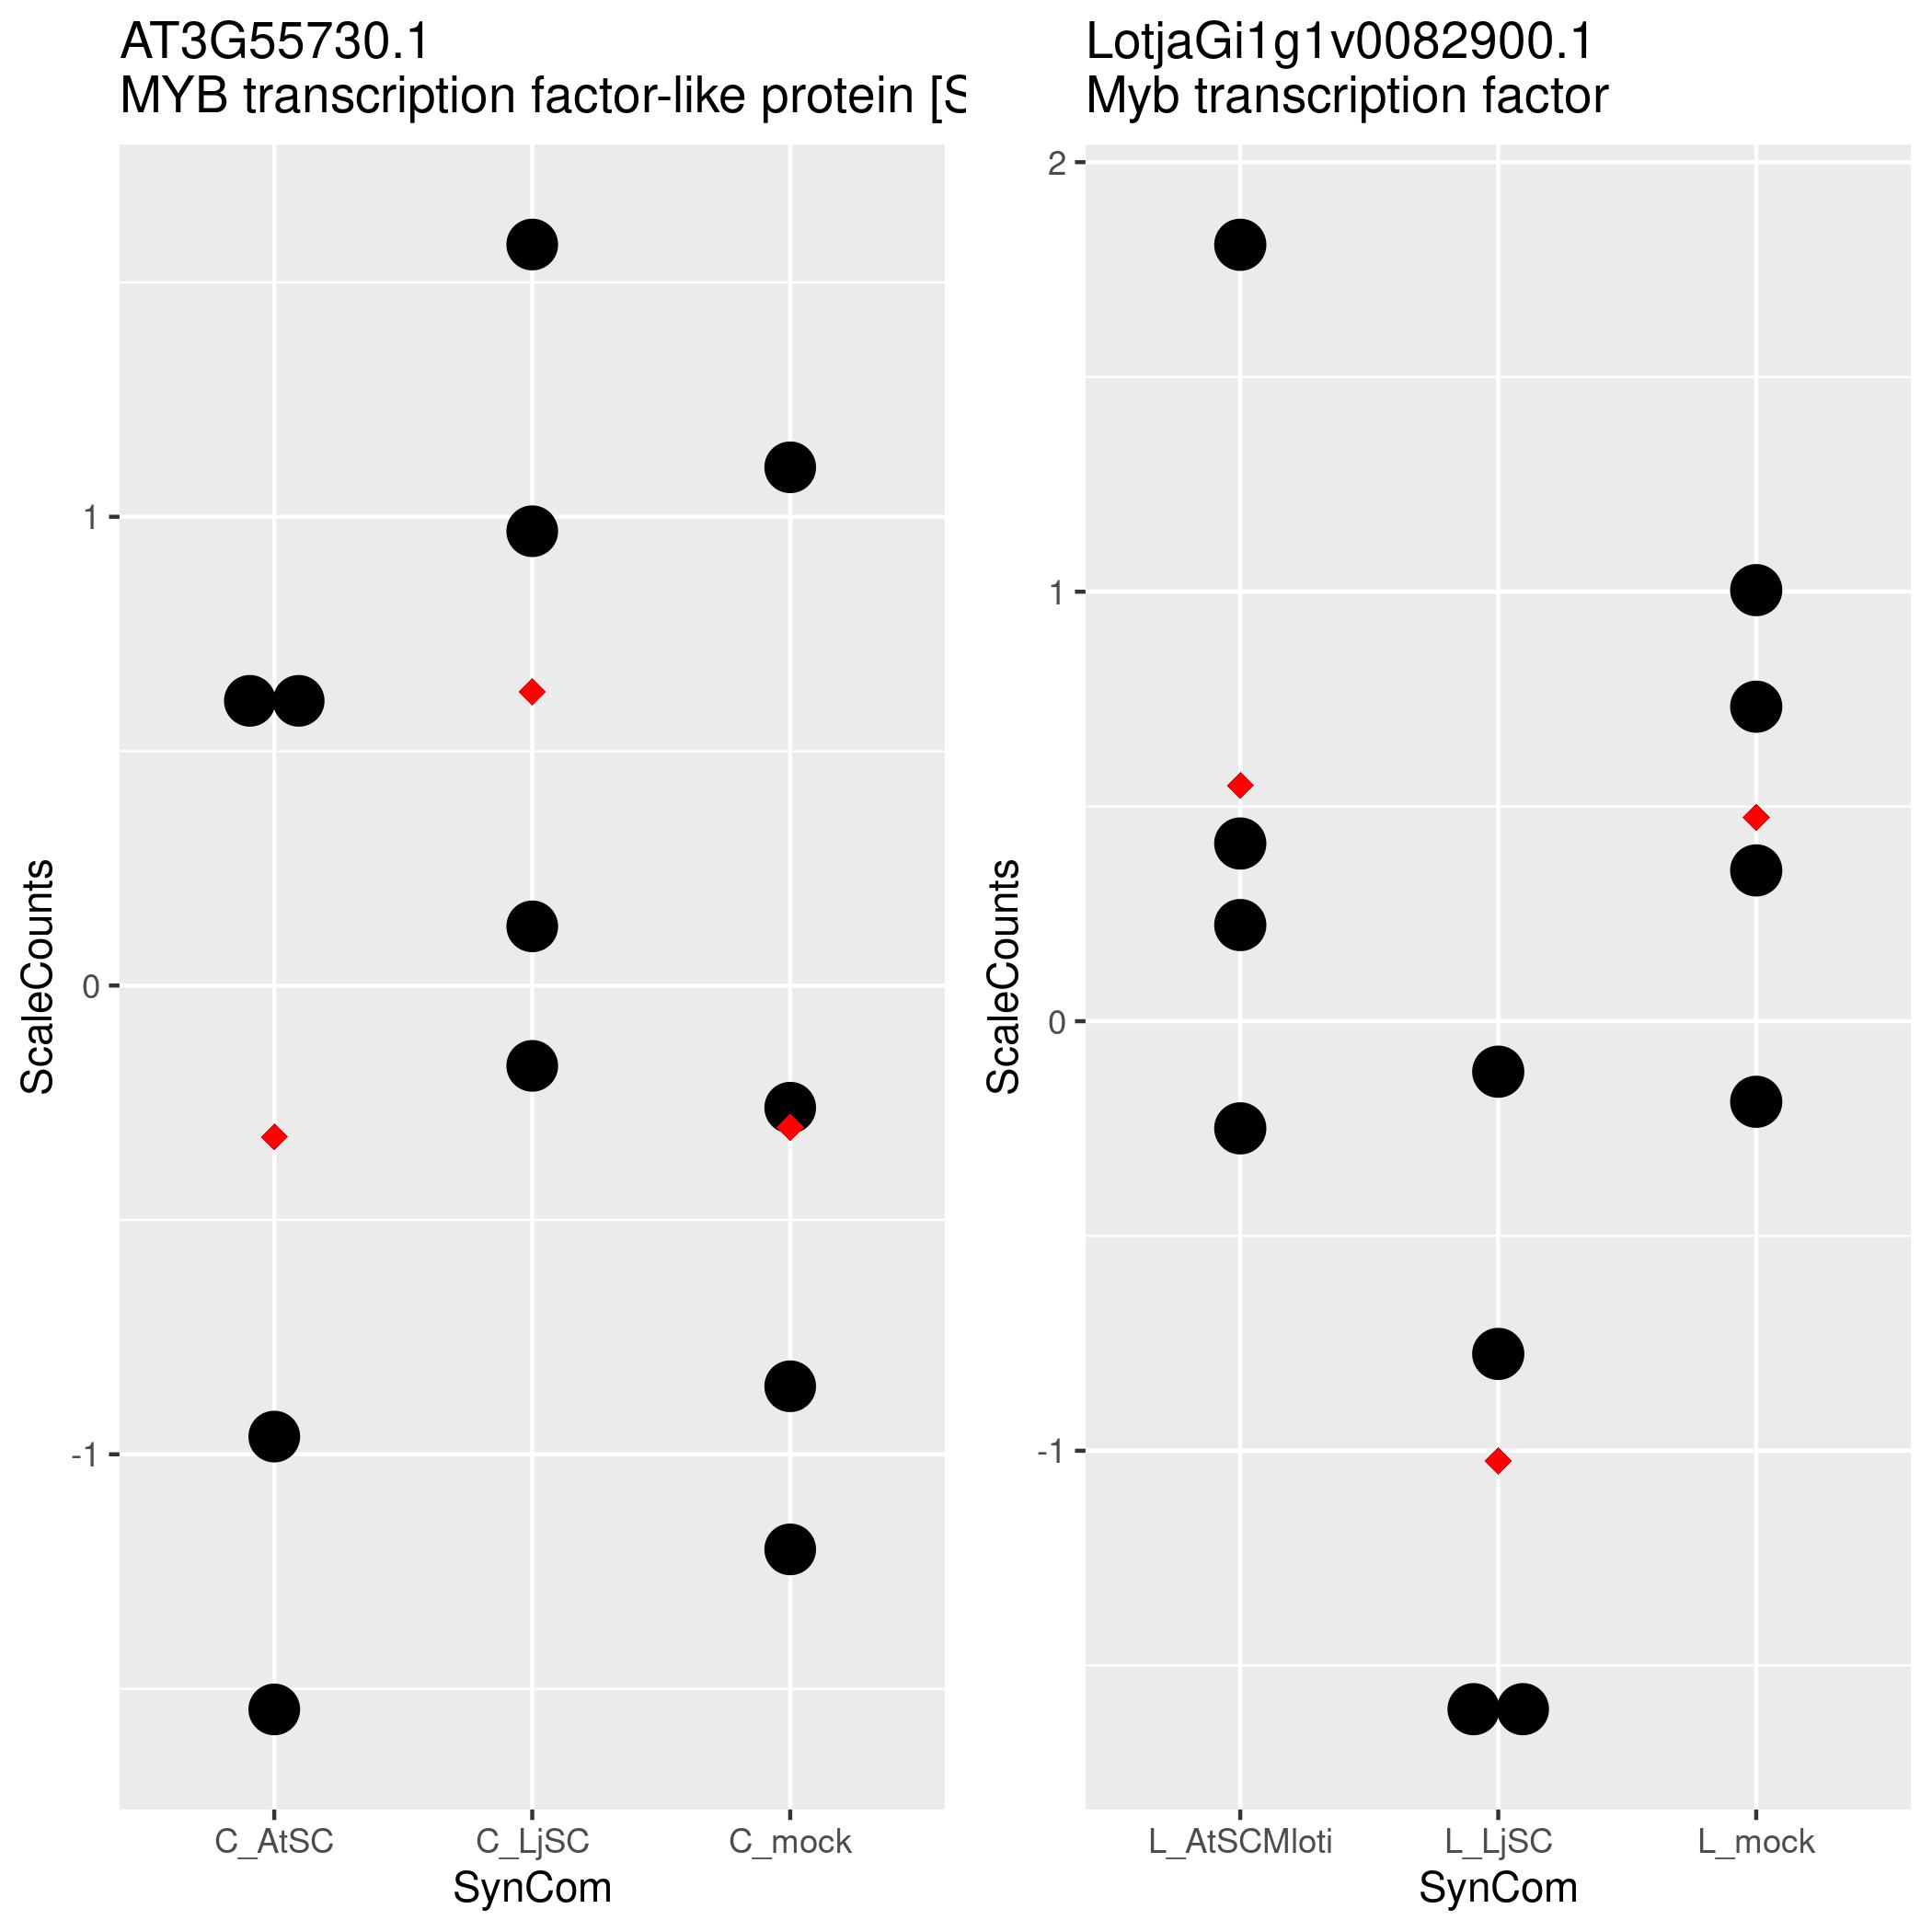 AT3G55730.1
MYB transcription factor-like protein [S
ScaleCounts
1
0
-1
C_AtSC
C_LjSC
C_mock
SynCom
LotjaGi1g1v0082900.1
Myb transcription factor
ScaleCounts
2
1
0
-1
L_AtSCMloti
L_LjSC
L_mock
SynCom